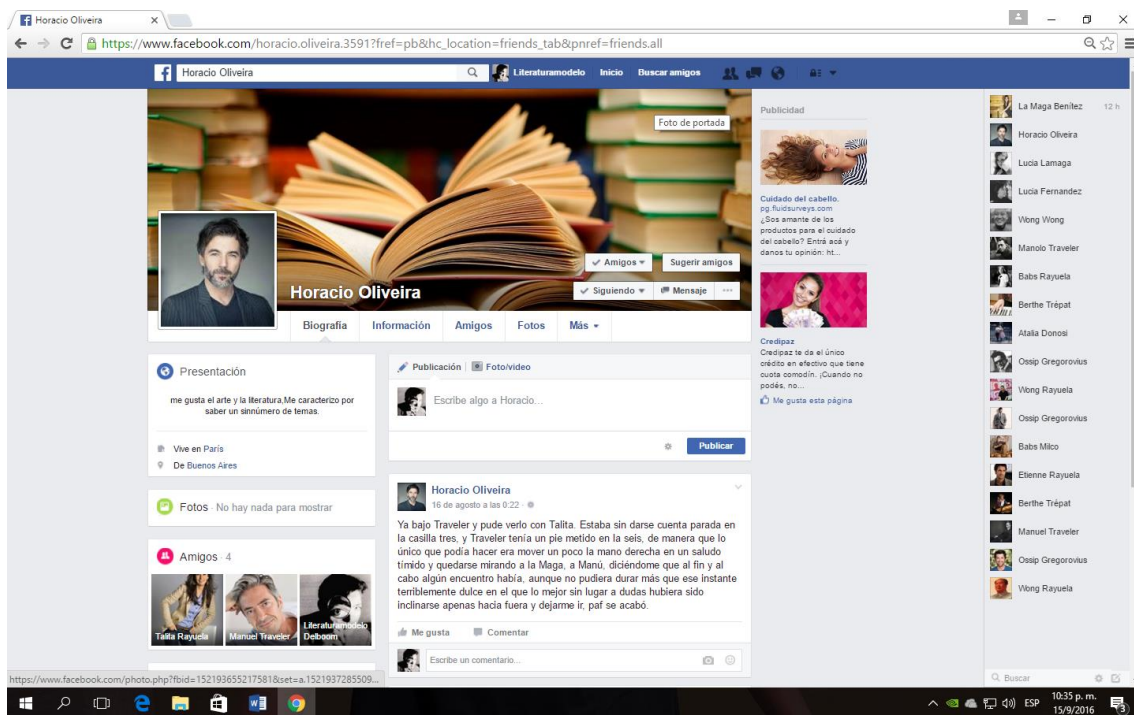 Horacio Oliveira
https://www.facebook.com/horacio.oliveira.3591?fref=pb&hc_location=friends_tab&pnref=friends.all
Horacio Oliveira
Literaturamodelo Inicio Buscar amigos
Foto de portada
Amigos Sugerir amigos
Siguiendo Mensaje
Horacio Oliveira
Biografía Información Amigos Fotos Más
Presentación
me gusta el arte y la literatura,Me caracterizo por
saber un sinnúmero de temas.
Vive en París
De Buenos Aires
Fotos · No hay nada para mostrar
Amigos · 4
Talita Rayuela
Manuel Traveler
Literaturamodelo
Delboom
Publicación Foto/video
Escribe algo a Horacio...
Publicar
Horacio Oliveira
16 de agosto a las 0:22 ·
Ya bajo Traveler y pude verlo con Talita. Estaba sin darse cuenta parada en
la casilla tres, y Traveler tenía un pie metido en la seis, de manera que lo
único que podía hacer era mover un poco la mano derecha en un saludo
tímido y quedarse mirando a la Maga, a Manú, diciéndome que al fin y al
cabo algún encuentro había, aunque no pudiera durar más que ese instante
terriblemente dulce en el que lo mejor sin lugar a dudas hubiera sido
inclinarse apenas hacia fuera y dejarme ir, paf se acabó.
Me gusta Comentar
Escribe un comentario...
Publicidad
Cuidado del cabello.
pg.fluidsurveys.com
¿Sos amante de los
productos para el cuidado
del cabello? Entrá acá y
danos tu opinión: ht...
Credipaz
Credipaz te da el único
crédito en efectivo que tiene
cuota comodín. ¡Cuando no
podés, no...
Me gusta esta página
La Maga Benítez 12 h
Horacio Oliveira
Lucia Lamaga
Lucia Fernandez
Wong Wong
Manolo Traveler
Babs Rayuela
Berthe Trépat
Atalia Donosi
Ossip Gregorovius
Wong Rayuela
Ossip Gregorovius
Babs Milco
Etienne Rayuela
Berthe Trépat
Manuel Traveler
Ossip Gregorovius
Wong Rayuela
Buscar
https://www.facebook.com/photo.php?fbid=152193655217581&set=a.1521937285509...
ESP
10:35 p. m.
15/9/2016
3